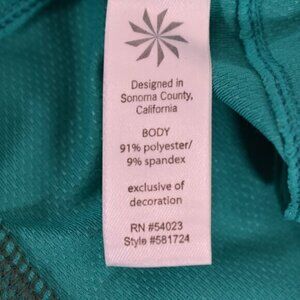 Designed in
Sonoma County,
California
BODY
91% polyester/
9% spandex
exclusive of
decoration
RN #54023
Style #581724